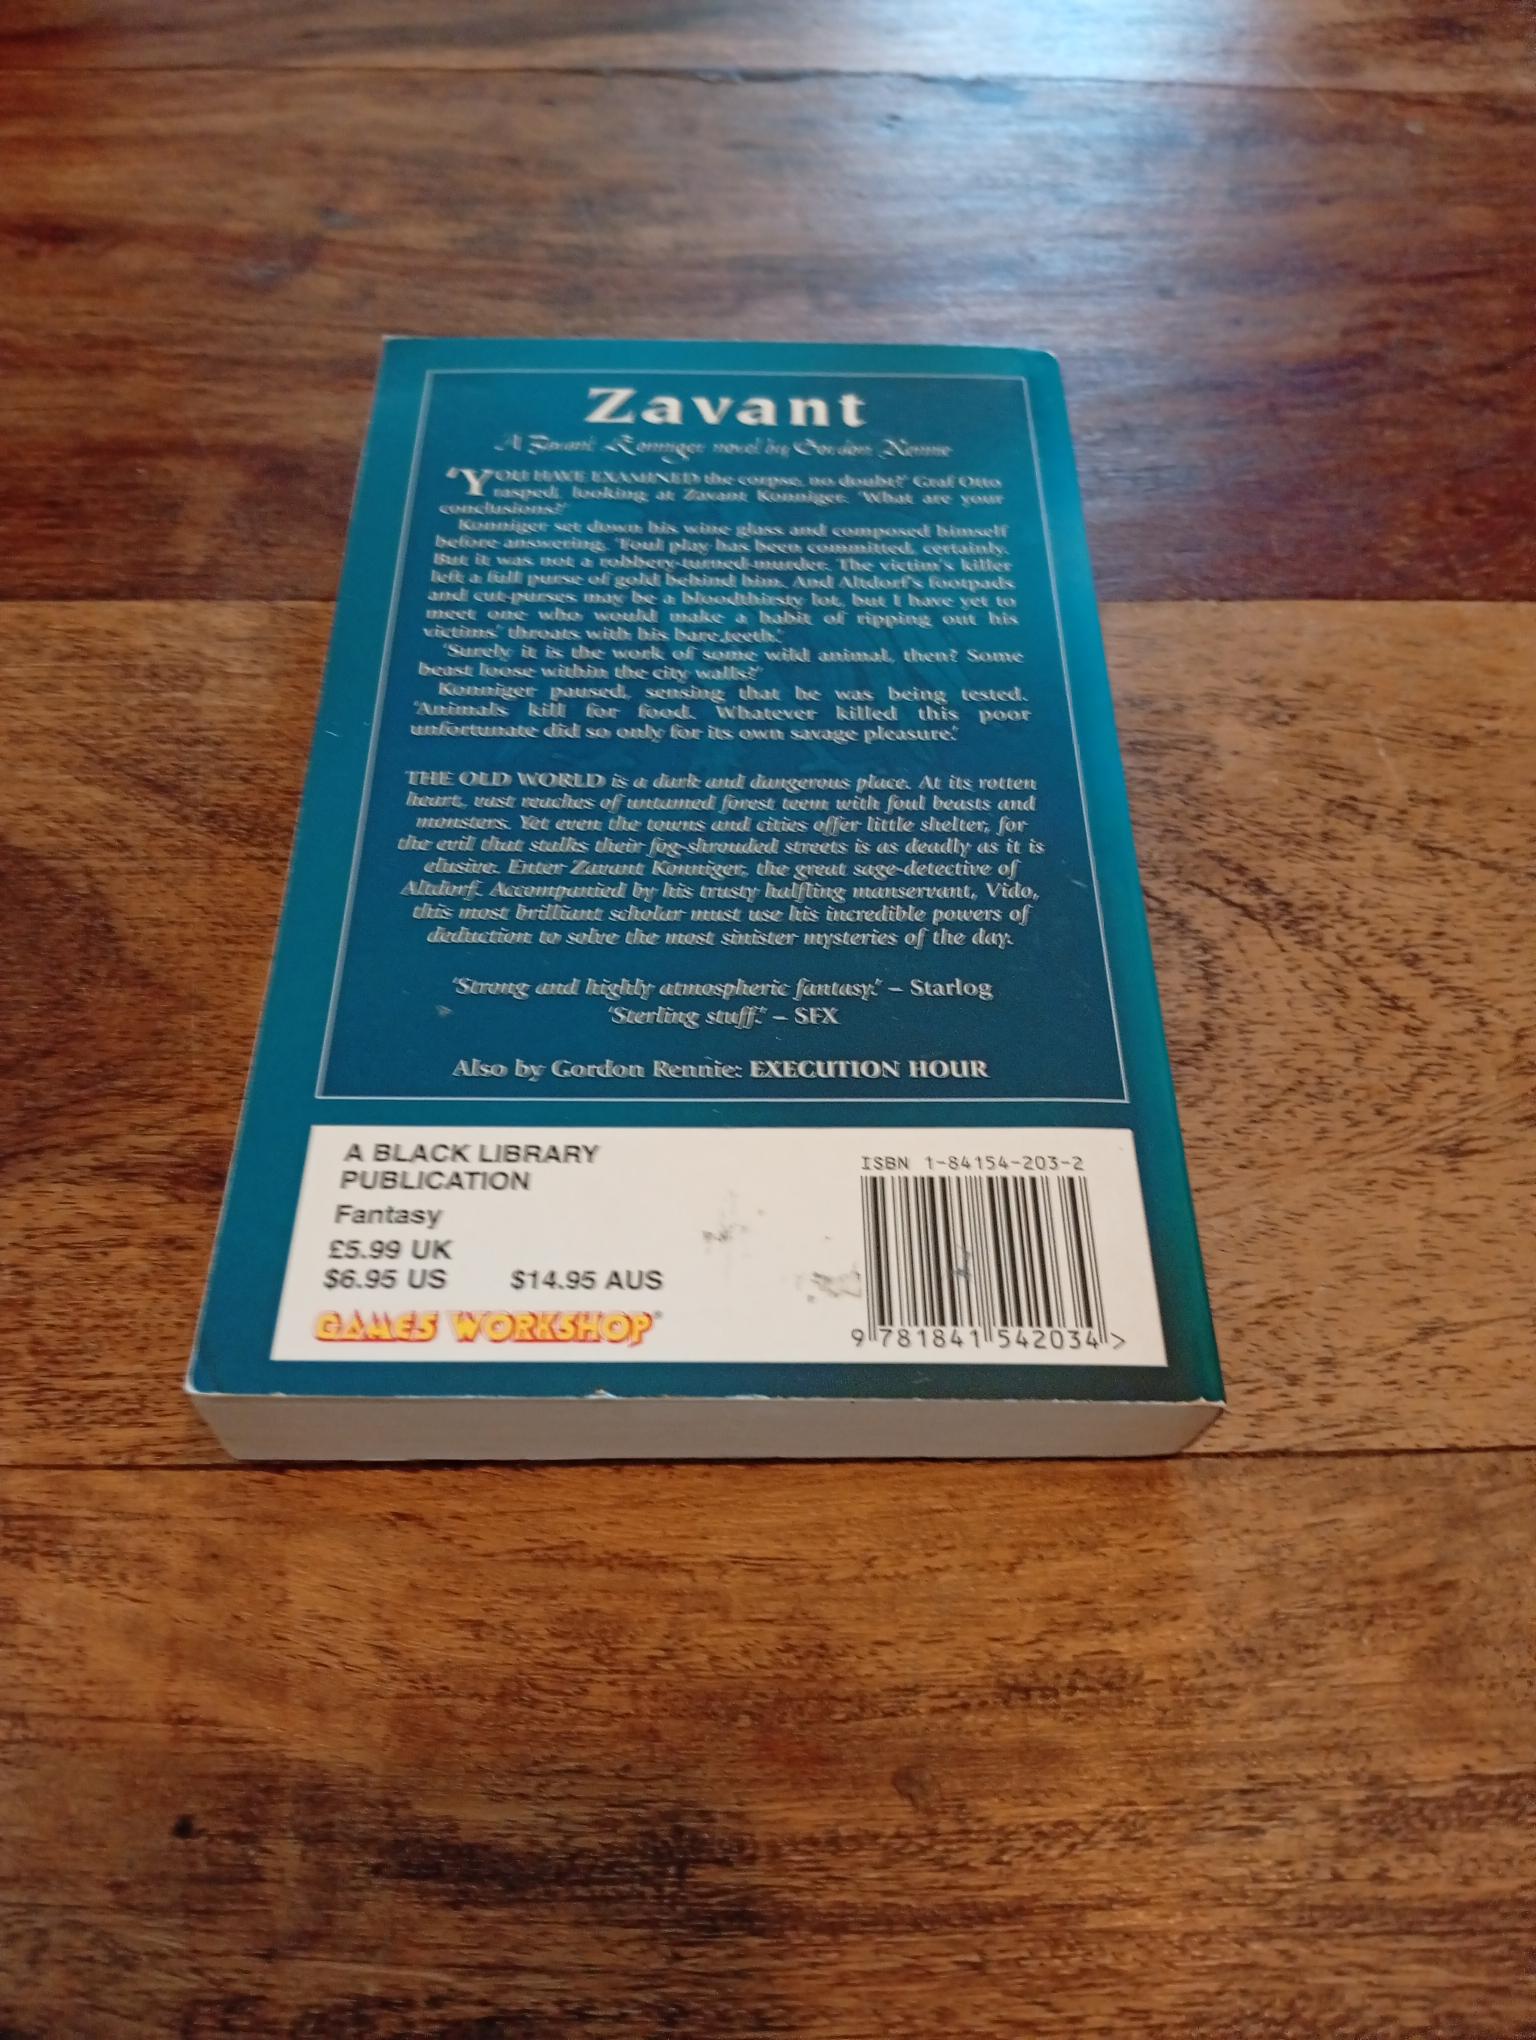 Zavant
A Zavant Konniger novel by Gordon Rennie
'YOU HAVE EXAMINED the corpse, no doubt?' Graf Otto
rasped, looking at Zavant Konniger. 'What are your
conclusions?'
Konniger set down his wine glass and composed himself
before answering. 'Foul play has been committed, certainly.
But it was not a robbery-turned-murder. The victim's killer
left a full purse of gold behind him. And Altdorf's footpads
and cut-purses may be a bloodthirsty lot, but I have yet to
meet one who would make a habit of ripping out his
victims' throats with his bare teeth.'
'Surely it is the work of some wild animal, then? Some
beast loose within the city walls?'
Konniger paused, sensing that he was being tested.
'Animals kill for food. Whatever killed this poor
unfortunate did so only for its own savage pleasure.'
THE OLD WORLD is a dark and dangerous place. At its rotten
heart, vast reaches of untamed forest teem with foul beasts and
monsters. Yet even the towns and cities offer little shelter, for
the evil that stalks their fog-shrouded streets is as deadly as it is
elusive. Enter Zavant Konniger, the great sage-detective of
Altdorf. Accompanied by his trusty halfling manservant, Vido,
this most brilliant scholar must use his incredible powers of
deduction to solve the most sinister mysteries of the day.
'Strong and highly atmospheric fantasy.' – Starlog
'Sterling stuff.' – SFX
Also by Gordon Rennie: EXECUTION HOUR
A BLACK LIBRARY
PUBLICATION
Fantasy
£5.99 UK
$6.95 US $14.95 AUS
GAMES WORKSHOP®
ISBN 1-84154-203-2
9 781841 542034 >